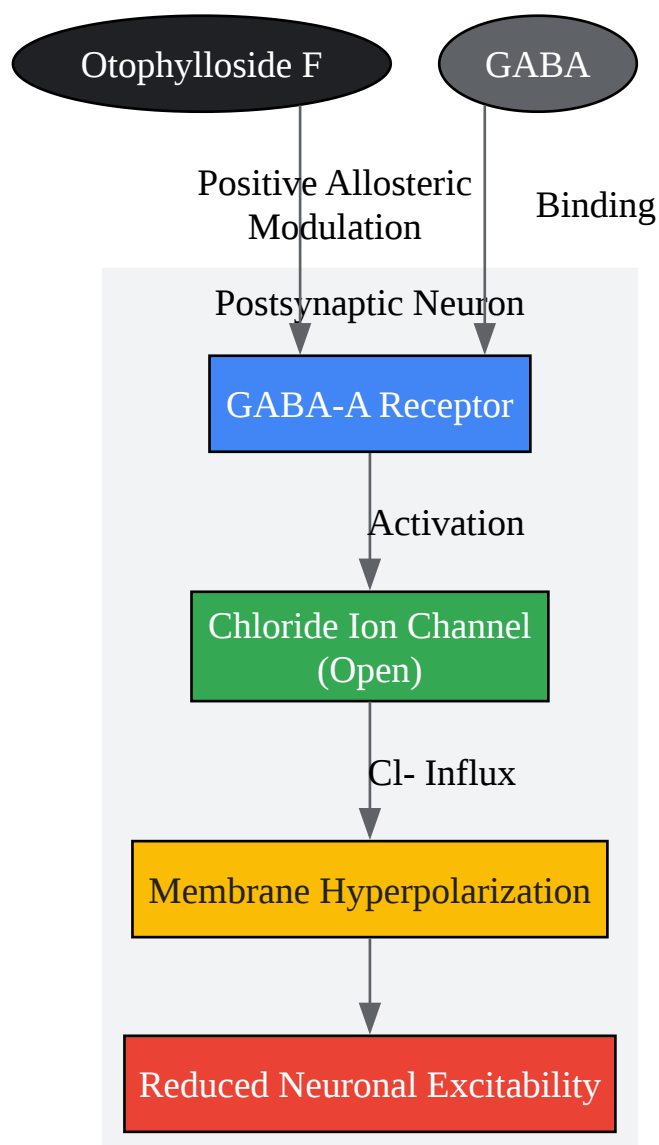 Otophylloside F
GABA
Positive Allosteric
Modulation
Binding
Postsynaptic Neuron
GABA-A Receptor
Activation
Chloride Ion Channel
(Open)
Cl- Influx
Membrane Hyperpolarization
Reduced Neuronal Excitability